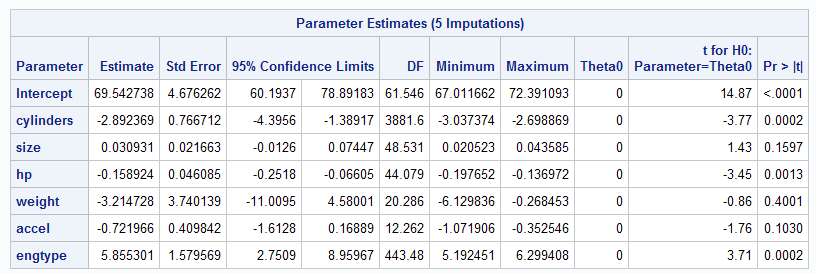 Parameter Estimates (5 Imputations)
t for H0:
Parameter Estimate Std Error 95% Confidence Limits DF Minimum Maximum Theta0 Parameter=Theta0 Pr > |t|
Intercept 69.542738 4.676262 60.1937 78.89183 61.546 67.011662 72.391093 0 14.87 <.0001
cylinders -2.892369 0.766712 -4.3956 -1.38917 3881.6 -3.037374 -2.698869 0 -3.77 0.0002
size 0.030931 0.021663 -0.0126 0.07447 48.531 0.020523 0.043585 0 1.43 0.1597
hp -0.158924 0.046085 -0.2518 -0.06605 44.079 -0.197652 -0.136972 0 -3.45 0.0013
weight -3.214728 3.740139 -11.0095 4.58001 20.286 -6.129836 -0.268453 0 -0.86 0.4001
accel -0.721966 0.409842 -1.6128 0.16889 12.262 -1.071906 -0.352546 0 -1.76 0.1030
engtype 5.855301 1.579569 2.7509 8.95967 443.48 5.192451 6.299408 0 3.71 0.0002